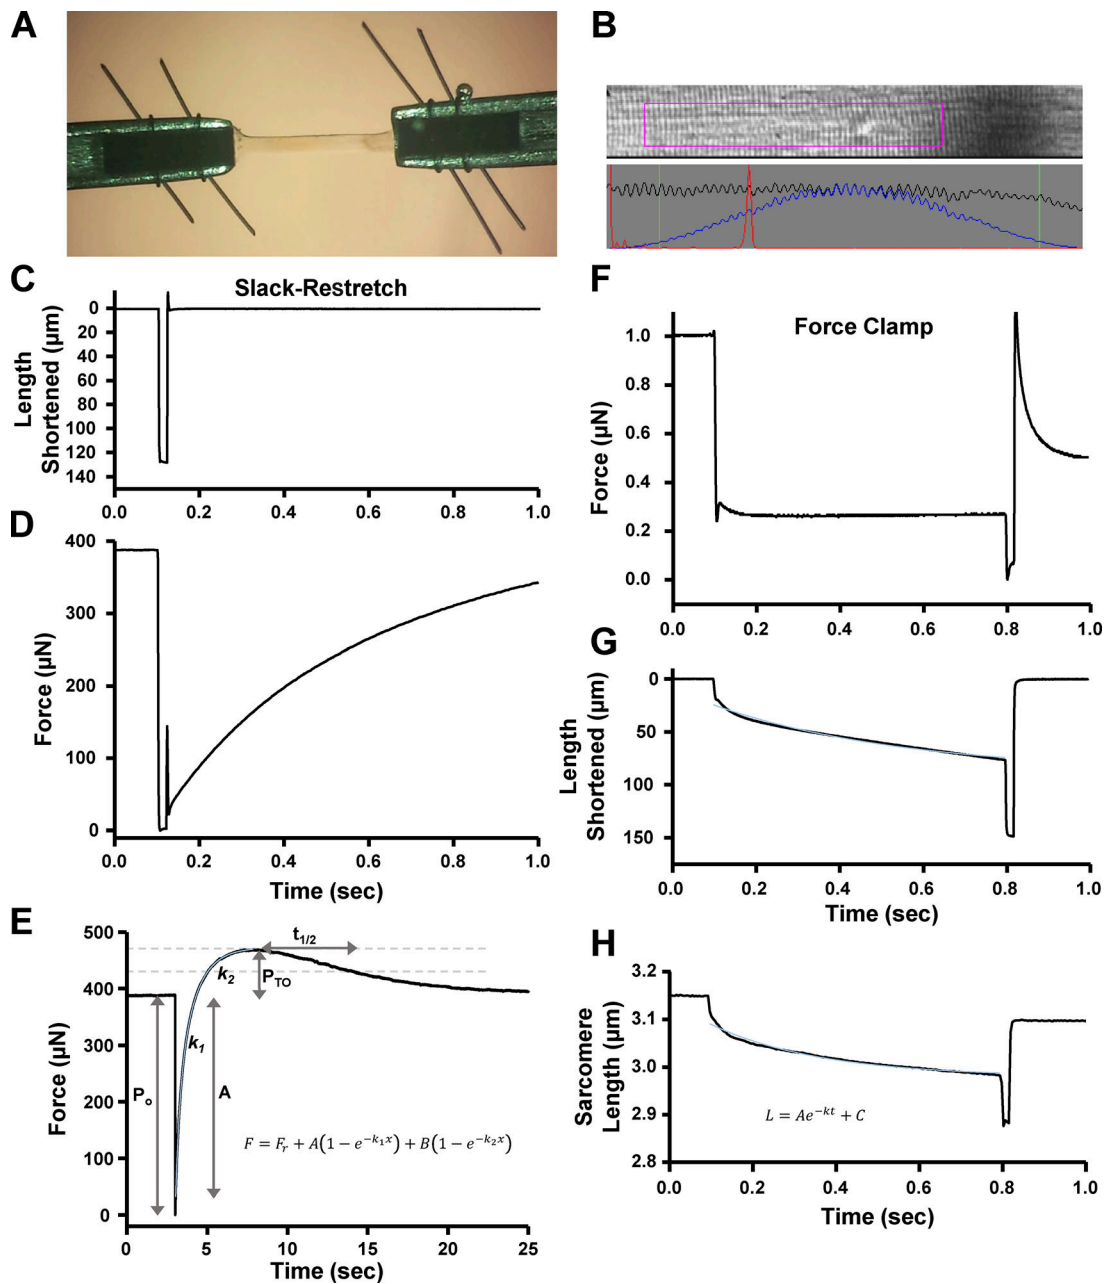 A
B
C
Slack-Restretch
Length
Shortened (µm)
0
20
40
60
80
100
120
140
0.0
0.2
0.4
0.6
0.8
1.0
D
Force (µN)
400
300
200
100
0
0.0
0.2
0.4
0.6
0.8
1.0
Time (sec)
E
Force (µN)
500
400
300
200
100
0
0
5
10
15
20
25
Time (sec)
t1/2
k2
PTO
k1
Po
A
F = Fr + A(1 − e^−k1x) + B(1 − e^−k2x)
F
Force Clamp
Force (µN)
1.0
0.8
0.6
0.4
0.2
0.0
0.0
0.2
0.4
0.6
0.8
1.0
G
Length
Shortened (µm)
0
50
100
150
0.0
0.2
0.4
0.6
0.8
1.0
Time (sec)
H
Sarcomere
Length (µm)
3.2
3.1
3.0
2.9
2.8
L = Ae^−kt + C
0.0
0.2
0.4
0.6
0.8
1.0
Time (sec)